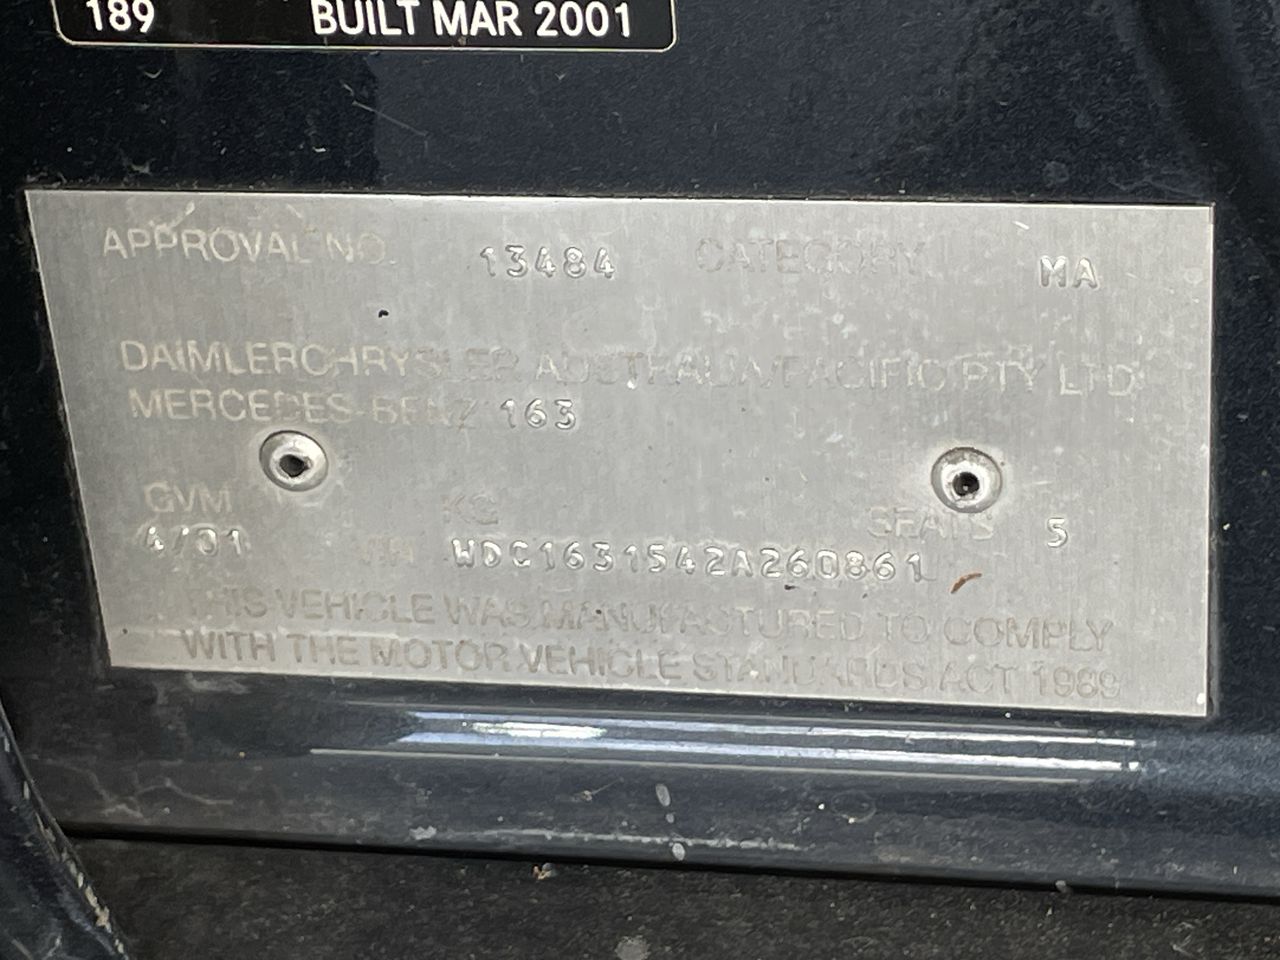 189 BUILT MAR 2001
APPROVAL NO. 13484 CATEGORY MA
DAIMLERCHRYSLER AUSTRALIA/PACIFIC PTY LTD
MERCEDES-BENZ 163
GVM KG SEATS 5
4/01 VIN WDC1631542A260861
THIS VEHICLE WAS MANUFACTURED TO COMPLY
WITH THE MOTOR VEHICLE STANDARDS ACT 1989